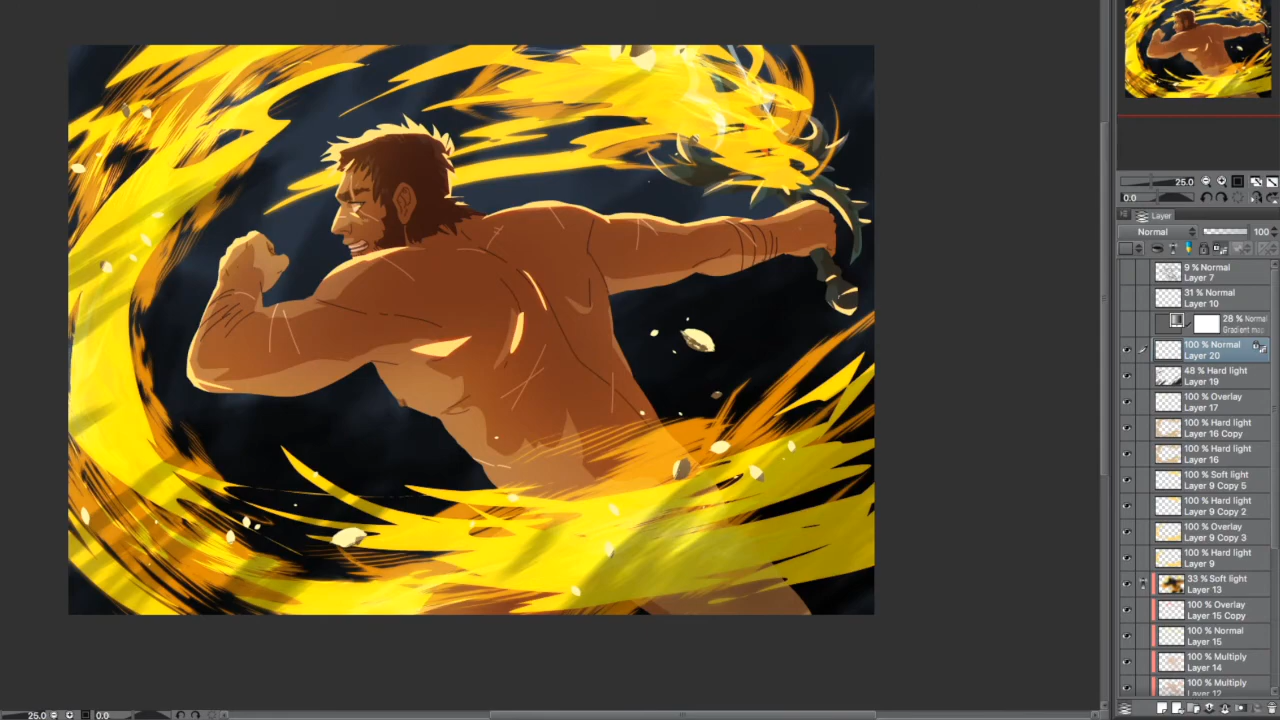 25.0
0.0
Layer
Normal 100
9 % Normal
Layer 7
31 % Normal
Layer 10
28 % Normal
Gradient map
100 % Normal
Layer 20
48 % Hard light
Layer 19
100 % Overlay
Layer 17
100 % Hard light
Layer 16 Copy
100 % Hard light
Layer 16
100 % Soft light
Layer 9 Copy 5
100 % Hard light
Layer 9 Copy 2
100 % Overlay
Layer 9 Copy 3
100 % Hard light
Layer 9
33 % Soft light
Layer 13
100 % Overlay
Layer 15 Copy
100 % Normal
Layer 15
100 % Multiply
Layer 14
100 % Multiply
Layer 12
25.0 0.0